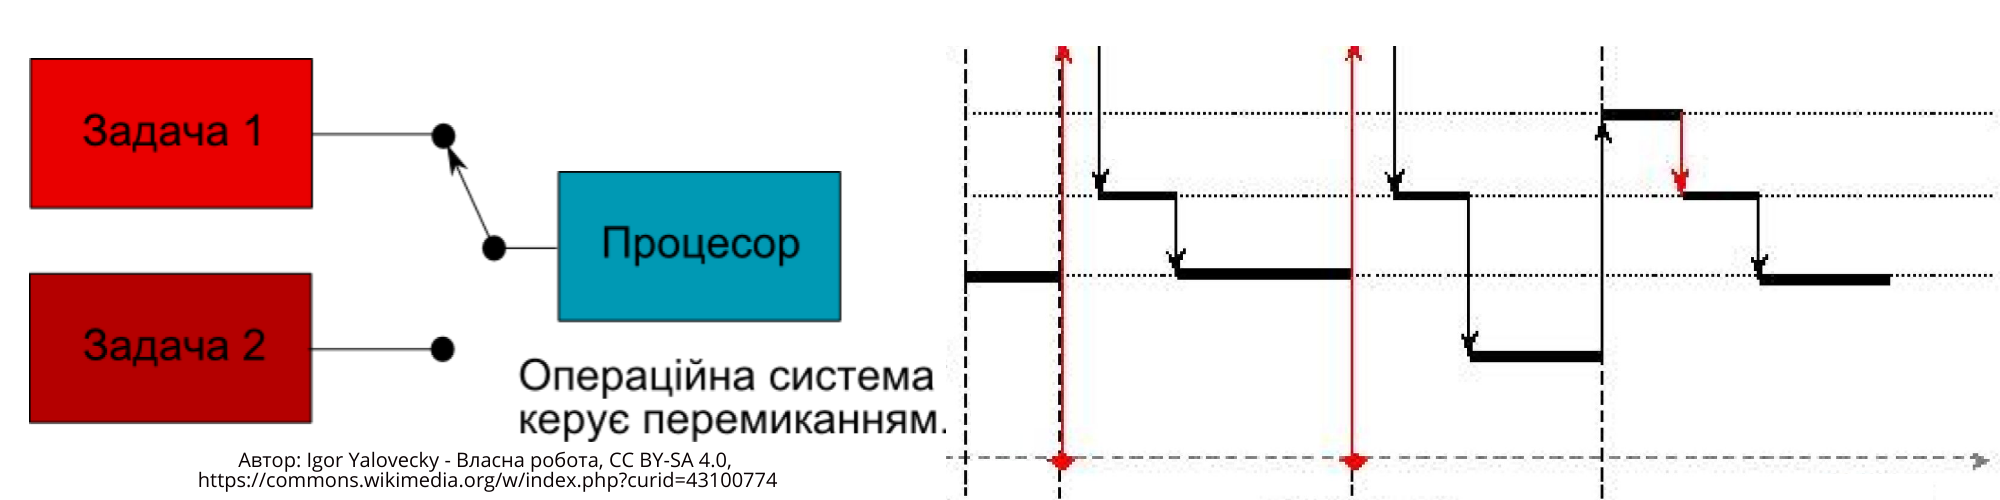 Задача 1
Процесор
Задача 2
Операційна система
керує перемиканням.
Автор: Igor Yalovecky - Власна робота, CC BY-SA 4.0,
https://commons.wikimedia.org/w/index.php?curid=43100774